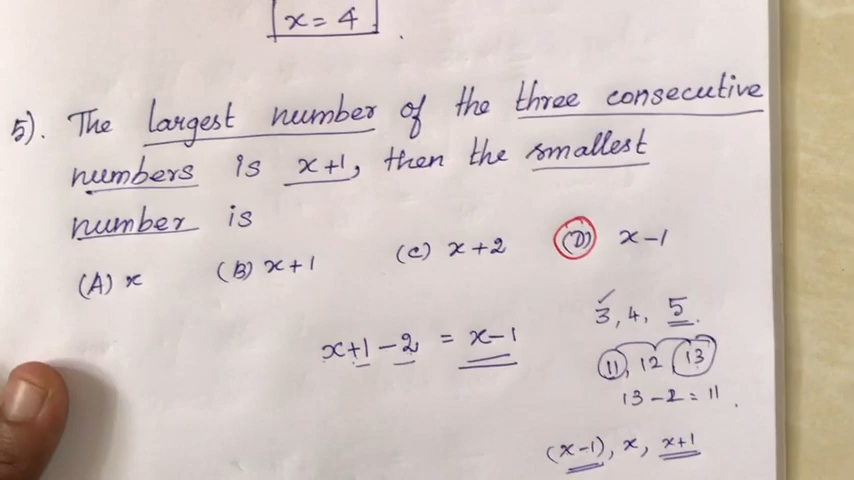 x = 4 .
5). The largest number of the three consecutive
numbers is x+1, then the smallest
number is
(A) x (B) x+1 (C) x+2 (D) x-1
3, 4, 5.
x+1-2 = x-1
11, 12, 13
13-2=11.
(x-1), x, x+1